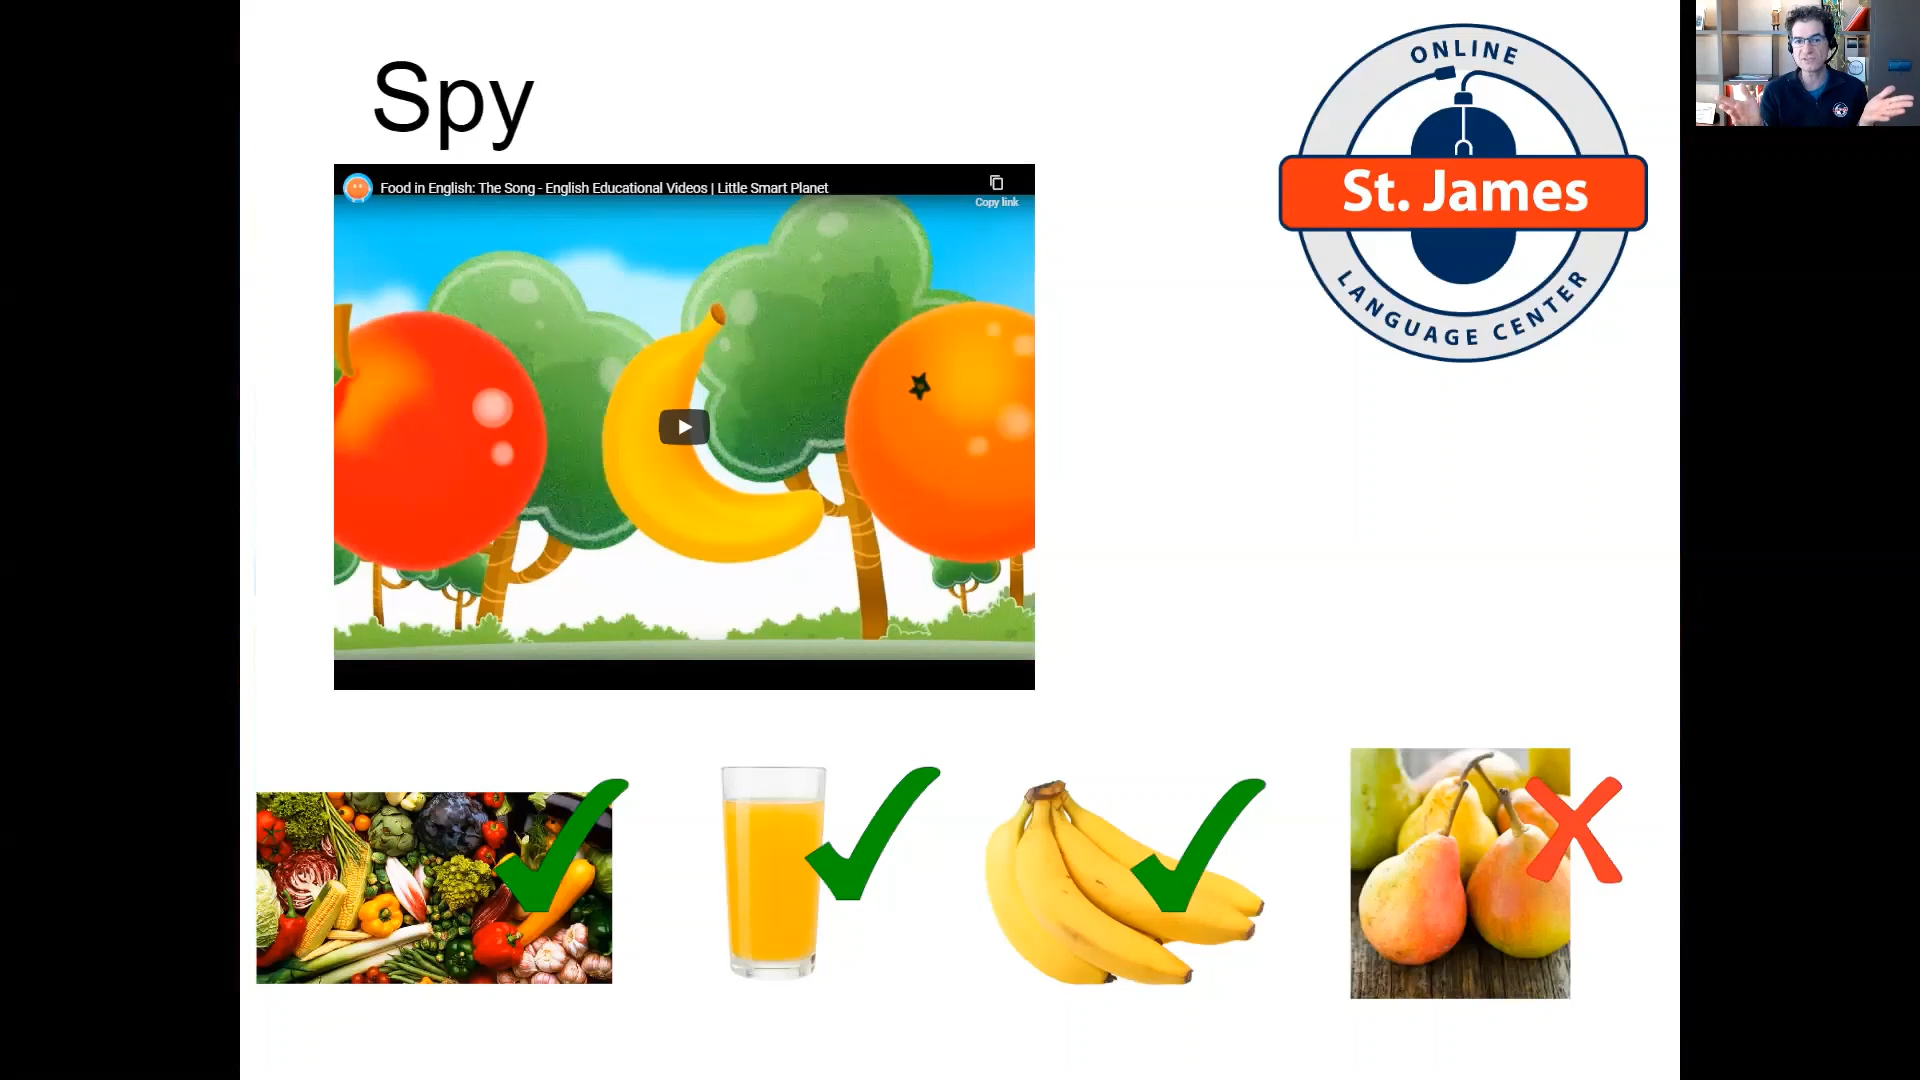 Spy
ONLINE
St. James
LANGUAGE CENTER
Food in English: The Song - English Educational Videos | Little Smart Planet
Copy link